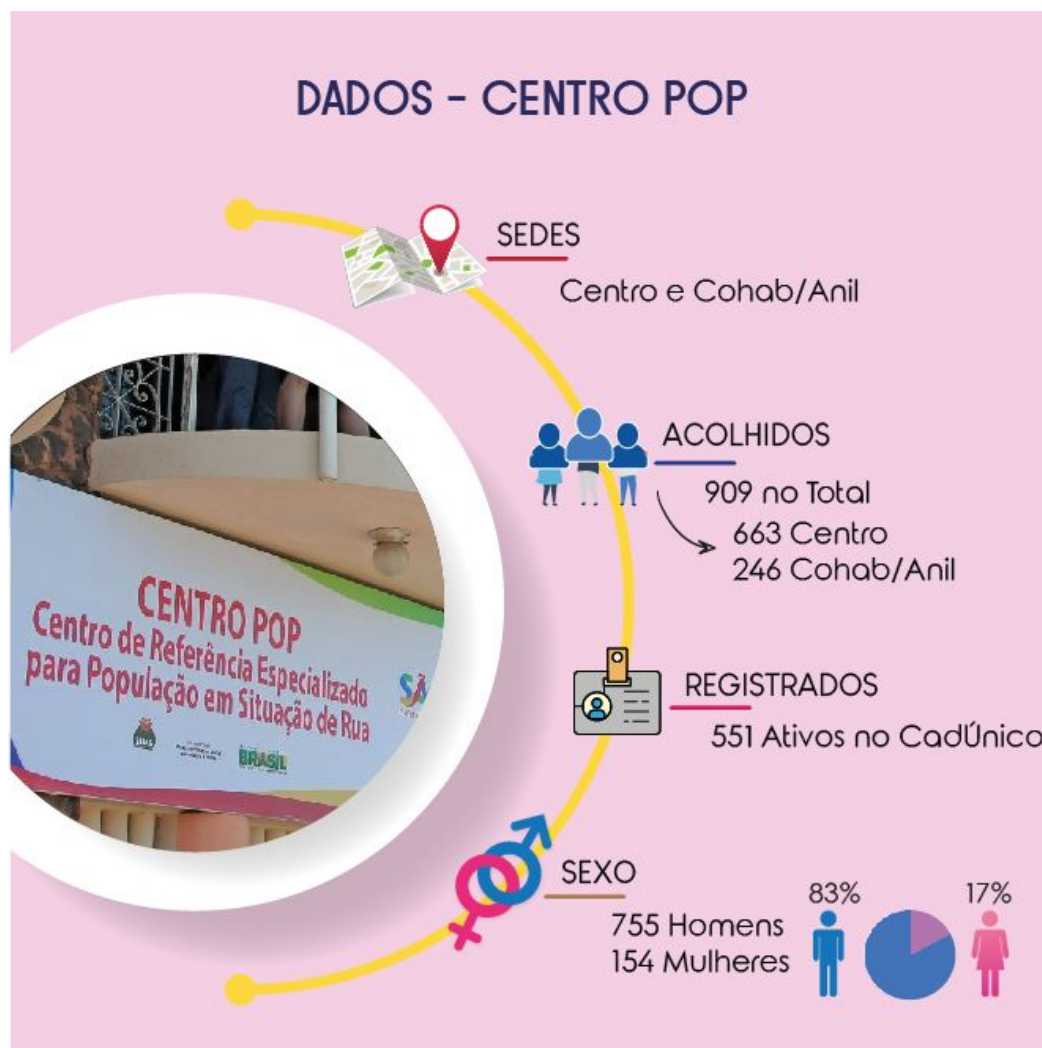 DADOS - CENTRO POP
SEDES
Centro e Cohab/Anil
ACOLHIDOS
909 no Total
663 Centro
246 Cohab/Anil
CENTRO POP
Centro de Referência Especializado
para População em Situação de Rua
BRASIL
REGISTRADOS
551 Ativos no CadÚnico
SEXO
755 Homens
154 Mulheres
83%
17%